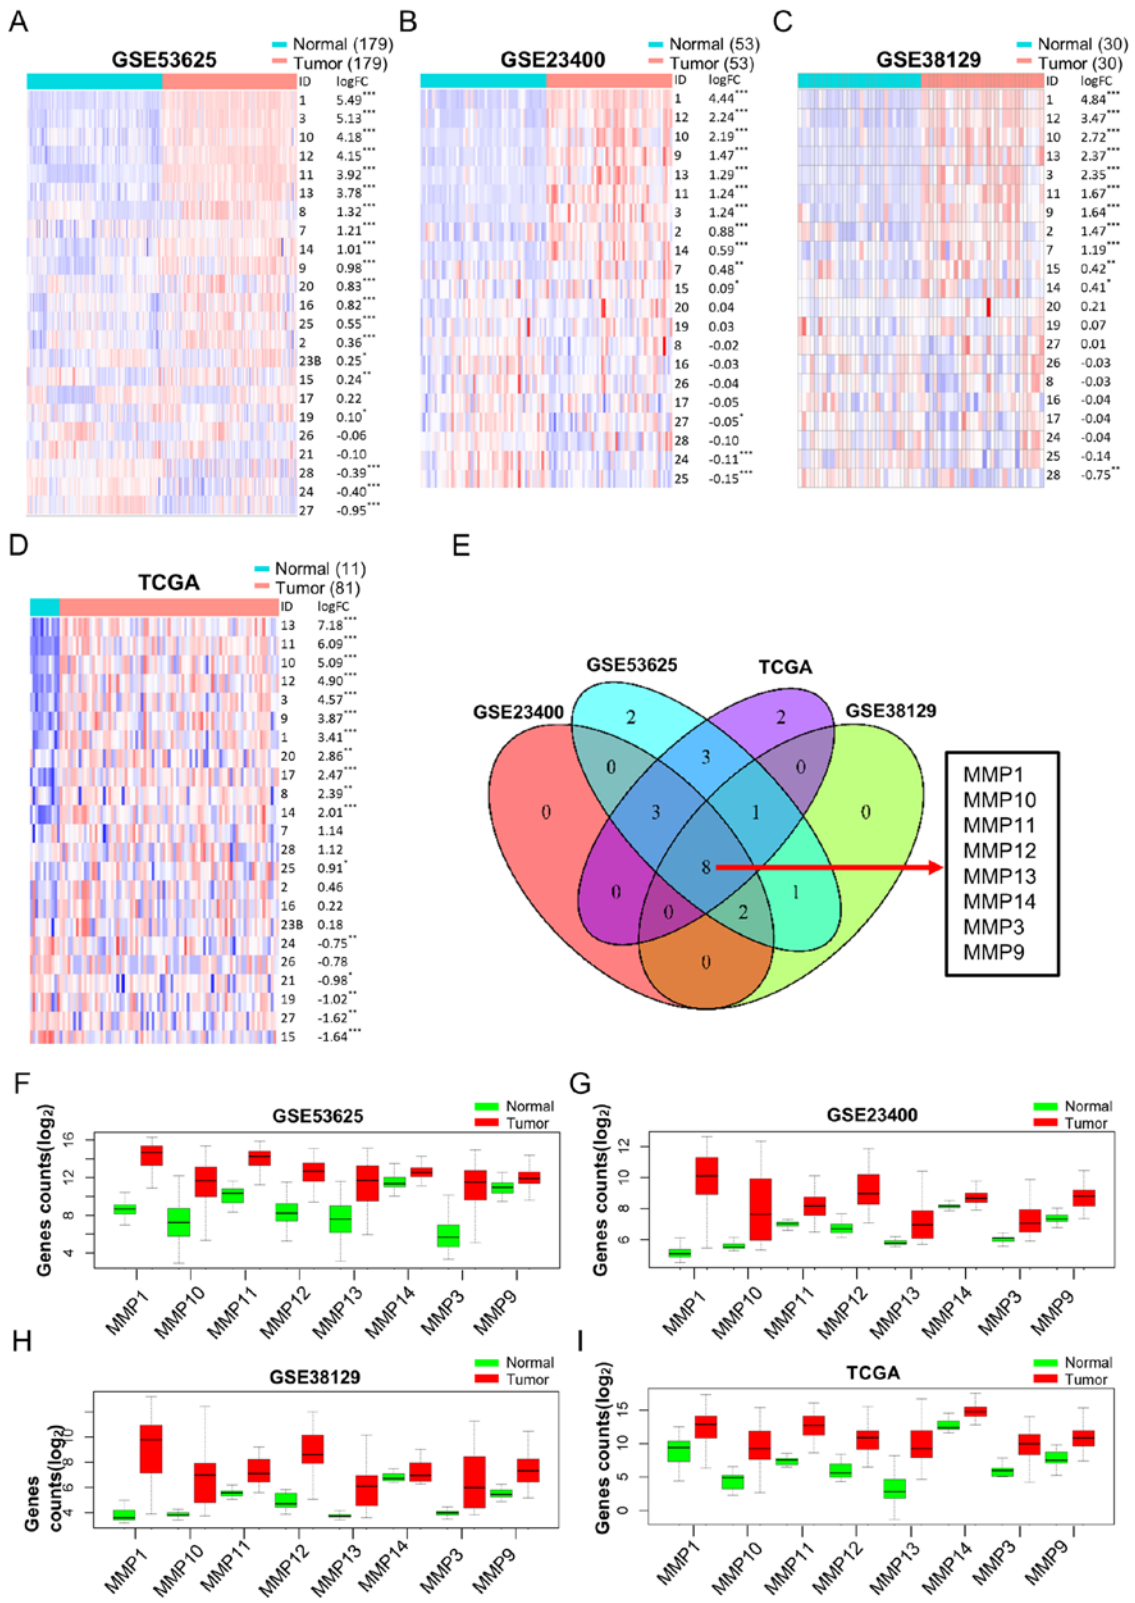 A
GSE53625
Normal (179)
Tumor (179)
ID logFC
1 5.49***
3 5.13***
10 4.18***
12 4.15***
11 3.92***
13 3.78***
8 1.32***
7 1.21***
14 1.01***
9 0.98***
20 0.83***
16 0.82***
25 0.55***
2 0.36***
23B 0.25*
15 0.24**
17 0.22
19 0.10*
26 -0.06
21 -0.10
28 -0.39***
24 -0.40***
27 -0.95***
B
GSE23400
Normal (53)
Tumor (53)
ID logFC
1 4.44***
12 2.24***
10 2.19***
9 1.47***
13 1.29***
11 1.24***
3 1.24***
2 0.88***
14 0.59***
7 0.48**
15 0.09*
20 0.04
19 0.03
8 -0.02
16 -0.03
26 -0.04
17 -0.05
27 -0.05*
28 -0.10
24 -0.11***
25 -0.15***
C
GSE38129
Normal (30)
Tumor (30)
ID logFC
1 4.84***
12 3.47***
10 2.72***
13 2.37***
3 2.35***
11 1.67***
9 1.64***
2 1.47***
7 1.19***
15 0.42**
14 0.41*
20 0.21
19 0.07
27 0.01
26 -0.03
8 -0.03
16 -0.04
17 -0.04
24 -0.04
25 -0.14
28 -0.75**
D
TCGA
Normal (11)
Tumor (81)
ID logFC
13 7.18***
11 6.09***
10 5.09***
12 4.90***
3 4.57***
9 3.87***
1 3.41***
20 2.86**
17 2.47***
8 2.39**
14 2.01***
7 1.14
28 1.12
25 0.91*
2 0.46
16 0.22
23B 0.18
24 -0.75**
26 -0.78
21 -0.98*
19 -1.02**
27 -1.62**
15 -1.64***
E
GSE53625
TCGA
GSE23400
GSE38129
2 2
3
0 0
0 3 1 0
8
0 1
0 2
0
MMP1
MMP10
MMP11
MMP12
MMP13
MMP14
MMP3
MMP9
F
GSE53625
Normal
Tumor
Genes counts(log2)
16
12
8
4
MMP1 MMP10 MMP11 MMP12 MMP13 MMP14 MMP3 MMP9
G
GSE23400
Normal
Tumor
Genes counts(log2)
12
10
8
6
MMP1 MMP10 MMP11 MMP12 MMP13 MMP14 MMP3 MMP9
H
GSE38129
Normal
Tumor
Genes
counts(log2)
10
8
6
4
MMP1 MMP10 MMP11 MMP12 MMP13 MMP14 MMP3 MMP9
I
TCGA
Normal
Tumor
Genes counts(log2)
15
10
5
0
MMP1 MMP10 MMP11 MMP12 MMP13 MMP14 MMP3 MMP9